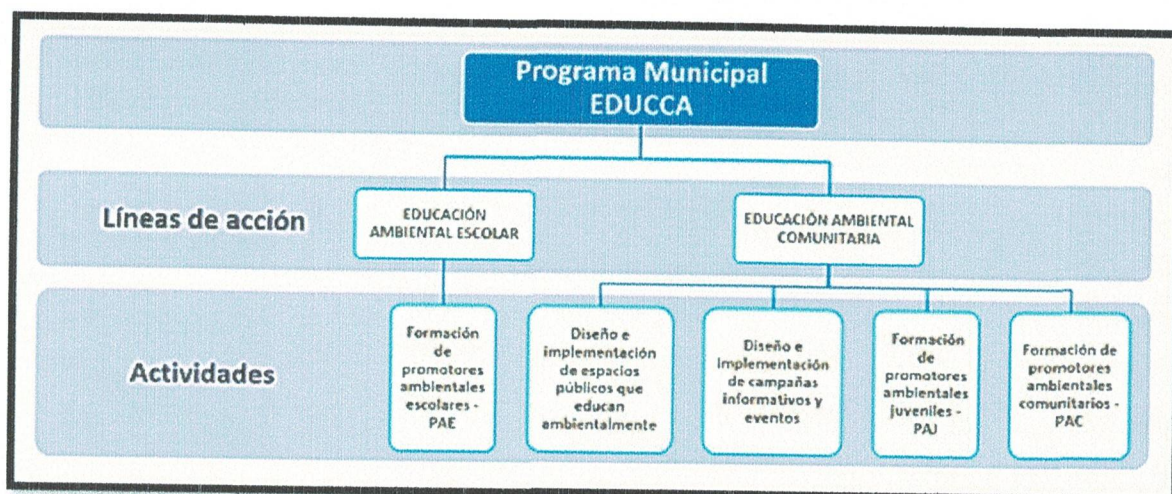 Programa Municipal
EDUCCA
Líneas de acción
EDUCACIÓN
AMBIENTAL ESCOLAR
EDUCACIÓN AMBIENTAL
COMUNITARIA
Actividades
Formación
de
promotores
ambientales
escolares -
PAE
Diseño e
implementación
de espacios
públicos que
educan
ambientalmente
Diseño e
implementación
de campañas
informativos y
eventos
Formación
de
promotores
ambientales
juveniles -
PAJ
Formación de
promotores
ambientales
comunitarios -
PAC